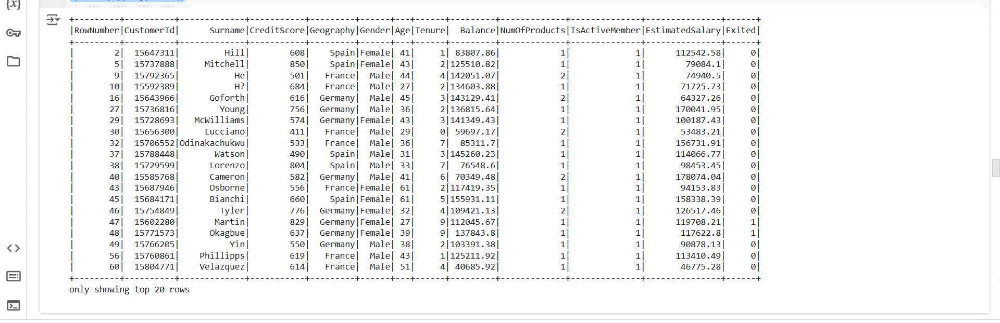 {x}
+---------+----------+-------------+-----------+---------+------+---+------+---------+-------------+--------------+---------------+------+
|RowNumber|CustomerId|      Surname|CreditScore|Geography|Gender|Age|Tenure|  Balance|NumOfProducts|IsActiveMember|EstimatedSalary|Exited|
+---------+----------+-------------+-----------+---------+------+---+------+---------+-------------+--------------+---------------+------+
|        2|  15647311|         Hill|        608|    Spain|Female| 41|     1| 83807.86|            1|             1|      112542.58|     0|
|        5|  15737888|     Mitchell|        850|    Spain|Female| 43|     2|125510.82|            1|             1|        79084.1|     0|
|        9|  15792365|           He|        501|   France|  Male| 44|     4|142051.07|            2|             1|        74940.5|     0|
|       10|  15592389|           H?|        684|   France|  Male| 27|     2|134603.88|            1|             1|       71725.73|     0|
|       16|  15643966|      Goforth|        616|  Germany|  Male| 45|     3|143129.41|            2|             1|       64327.26|     0|
|       27|  15736816|        Young|        756|  Germany|  Male| 36|     2|136815.64|            1|             1|      170041.95|     0|
|       29|  15728693|   McWilliams|        574|  Germany|Female| 43|     3|141349.43|            1|             1|      100187.43|     0|
|       30|  15656300|     Lucciano|        411|   France|  Male| 29|     0| 59697.17|            2|             1|       53483.21|     0|
|       32|  15706552|Odinakachukwu|        533|   France|  Male| 36|     7|  85311.7|            1|             1|      156731.91|     0|
|       37|  15788448|       Watson|        490|    Spain|  Male| 31|     3|145260.23|            1|             1|      114066.77|     0|
|       38|  15729599|      Lorenzo|        804|    Spain|  Male| 33|     7|  76548.6|            1|             1|       98453.45|     0|
|       40|  15585768|      Cameron|        582|  Germany|  Male| 41|     6| 70349.48|            2|             1|      178074.04|     0|
|       43|  15687946|      Osborne|        556|   France|Female| 61|     2|117419.35|            1|             1|       94153.83|     0|
|       45|  15684171|      Bianchi|        660|    Spain|Female| 61|     5|155931.11|            1|             1|      158338.39|     0|
|       46|  15754849|        Tyler|        776|  Germany|Female| 32|     4|109421.13|            2|             1|      126517.46|     0|
|       47|  15602280|       Martin|        829|  Germany|Female| 27|     9|112045.67|            1|             1|      119708.21|     1|
|       48|  15771573|      Okagbue|        637|  Germany|Female| 39|     9| 137843.8|            1|             1|       117622.8|     1|
|       49|  15766205|          Yin|        550|  Germany|  Male| 38|     2|103391.38|            1|             1|       90878.13|     0|
|       56|  15760861|    Phillipps|        619|   France|  Male| 43|     1|125211.92|            1|             1|      113410.49|     0|
|       60|  15804771|    Velazquez|        614|   France|  Male| 51|     4| 40685.92|            1|             1|       46775.28|     0|
+---------+----------+-------------+-----------+---------+------+---+------+---------+-------------+--------------+---------------+------+
only showing top 20 rows